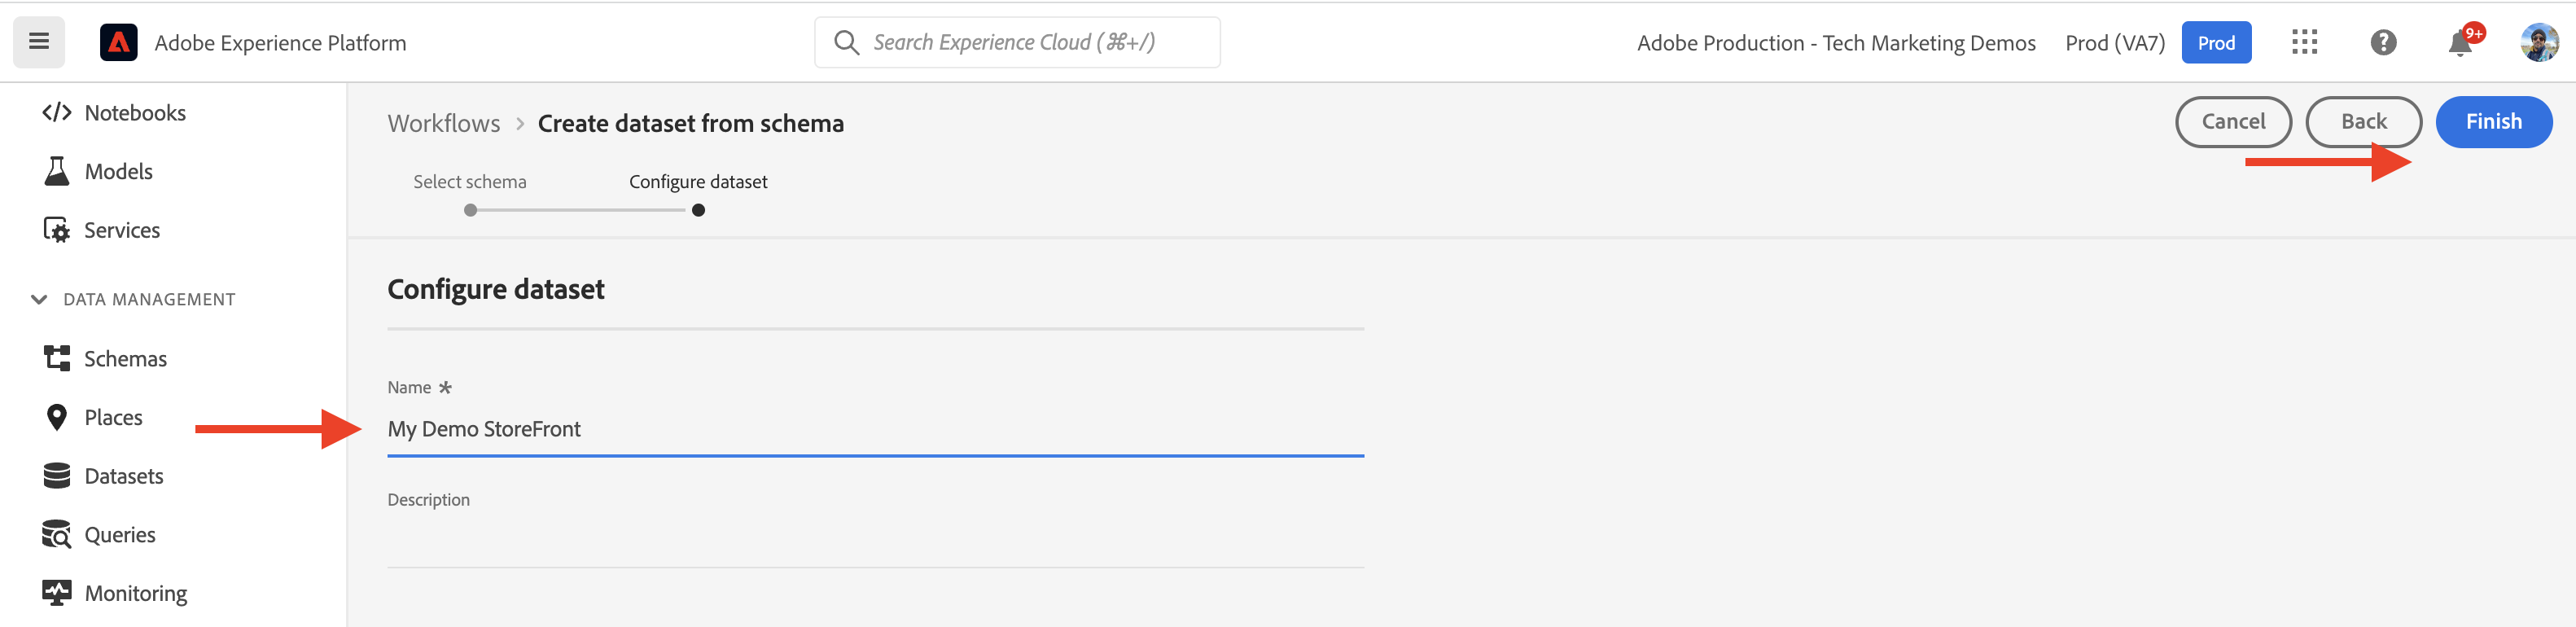 Adobe Experience Platform
Search Experience Cloud (⌘+/)
Adobe Production - Tech Marketing Demos
Prod (VA7)
Prod
9+
Notebooks
Models
Services
DATA MANAGEMENT
Schemas
Places
Datasets
Queries
Monitoring
Workflows > Create dataset from schema
Cancel
Back
Finish
Select schema
Configure dataset
Configure dataset
Name *
My Demo StoreFront
Description